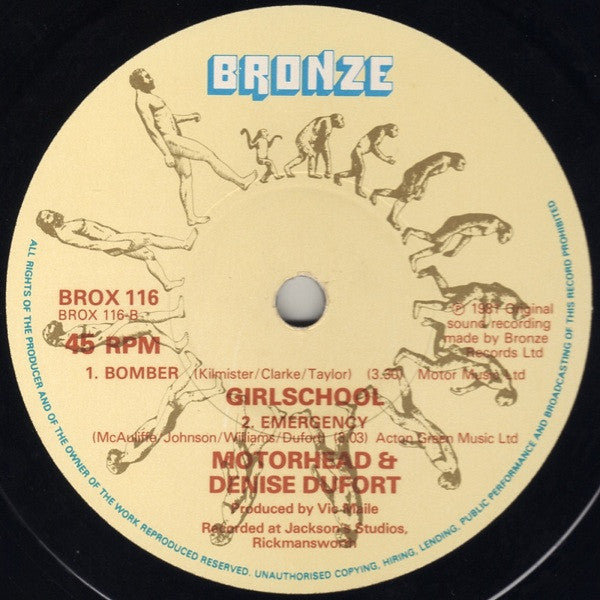 BRONZE
BROX 116
BROX 116-B
45 RPM
℗ 1981 Original
sound recording
made by Bronze
Records Ltd
1. BOMBER (Kilmister/Clarke/Taylor) (3.30) Motor Music Ltd
GIRLSCHOOL
2. EMERGENCY
(McAuliffe/Johnson/Williams/Dufort) (3.03) Acton Green Music Ltd
MOTORHEAD &
DENISE DUFORT
Produced by Vic Maile
Recorded at Jackson's Studios,
Rickmansworth
ALL RIGHTS OF THE PRODUCER AND OF THE OWNER OF THE WORK REPRODUCED RESERVED. UNAUTHORISED COPYING, HIRING, LENDING, PUBLIC PERFORMANCE AND BROADCASTING OF THIS RECORD PROHIBITED